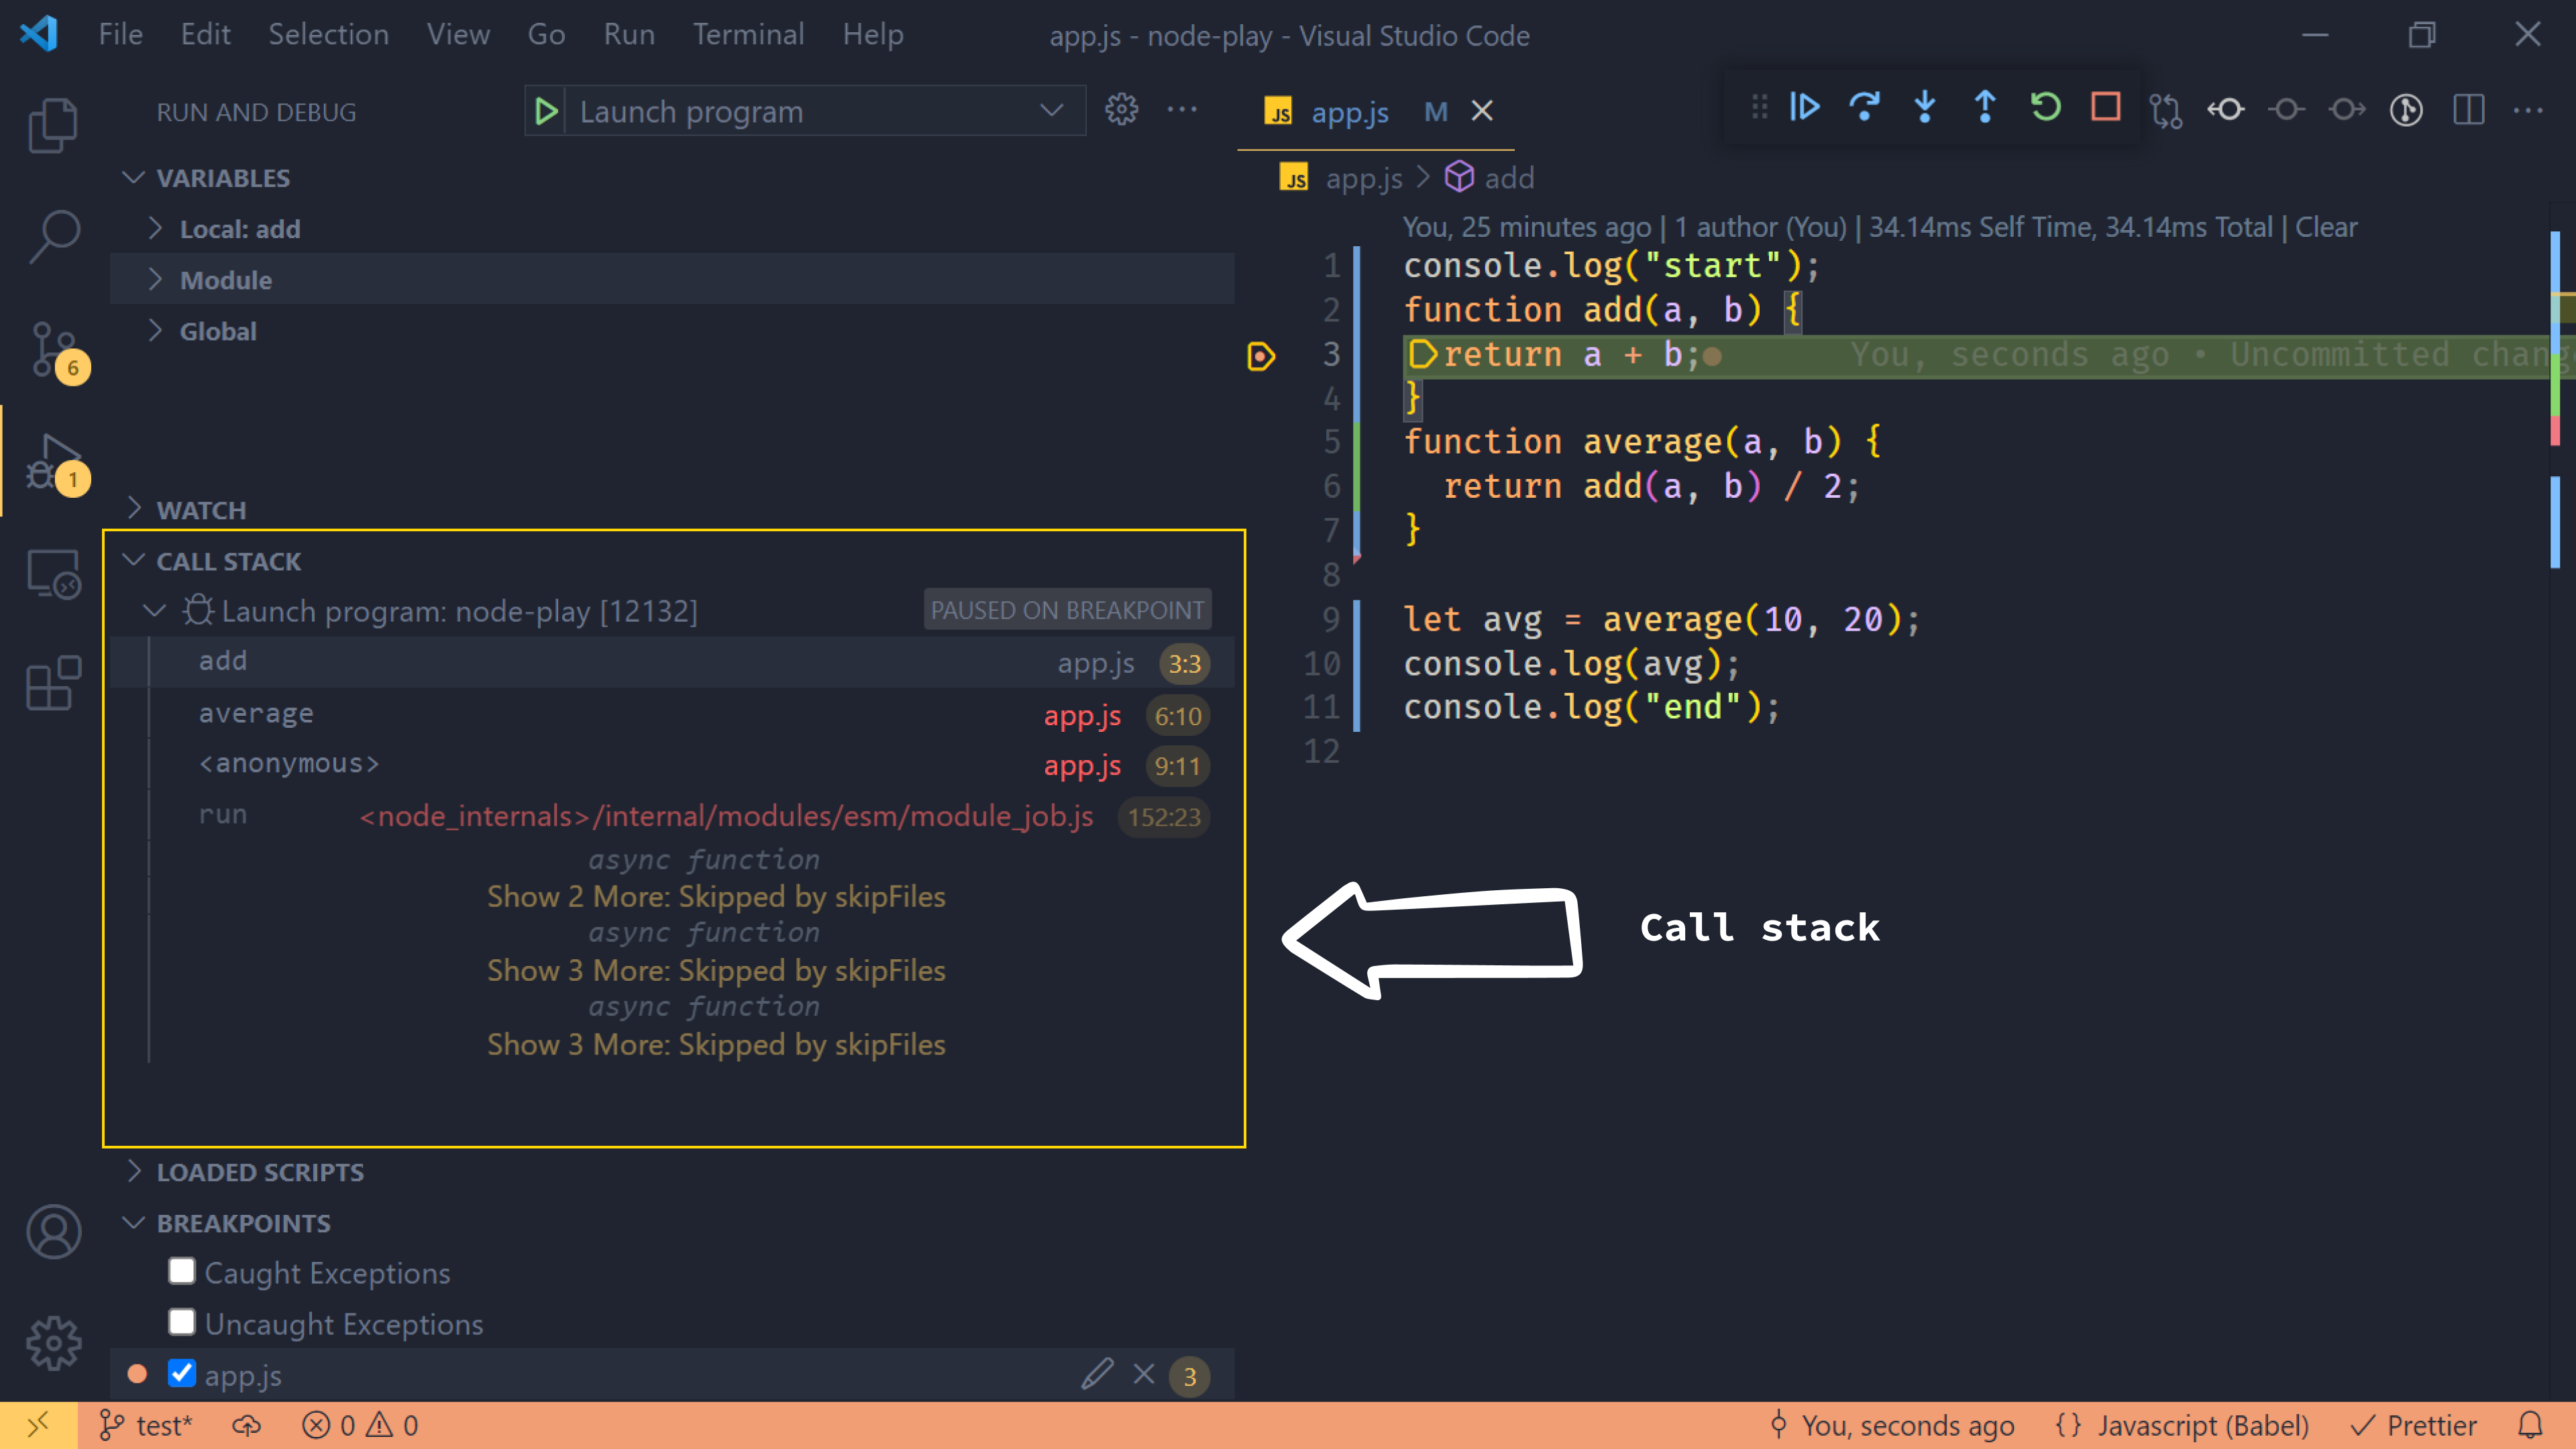 File Edit Selection View Go Run Terminal Help app.js - node-play - Visual Studio Code
RUN AND DEBUG Launch program
VARIABLES
Local: add
Module
Global
6
1
WATCH
CALL STACK
Launch program: node-play [12132] PAUSED ON BREAKPOINT
add app.js 3:3
average app.js 6:10
<anonymous> app.js 9:11
run <node_internals>/internal/modules/esm/module_job.js 152:23
async function
Show 2 More: Skipped by skipFiles
async function
Show 3 More: Skipped by skipFiles
async function
Show 3 More: Skipped by skipFiles
LOADED SCRIPTS
BREAKPOINTS
Caught Exceptions
Uncaught Exceptions
app.js 3
JS app.js M
JS app.js > add
You, 25 minutes ago | 1 author (You) | 34.14ms Self Time, 34.14ms Total | Clear
1 console.log("start");
2 function add(a, b) {
3 return a + b; You, seconds ago • Uncommitted chang
4 }
5 function average(a, b) {
6 return add(a, b) / 2;
7 }
8
9 let avg = average(10, 20);
10 console.log(avg);
11 console.log("end");
12
Call stack
test* 0 0 You, seconds ago {} Javascript (Babel) Prettier